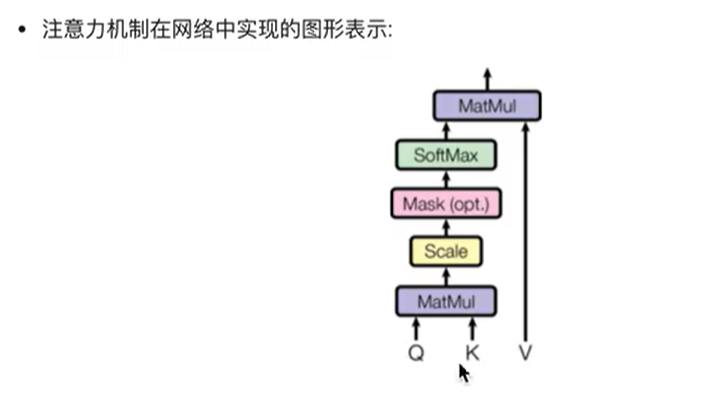 • 注意力机制在网络中实现的图形表示:
MatMul
SoftMax
Mask (opt.)
Scale
MatMul
Q K V